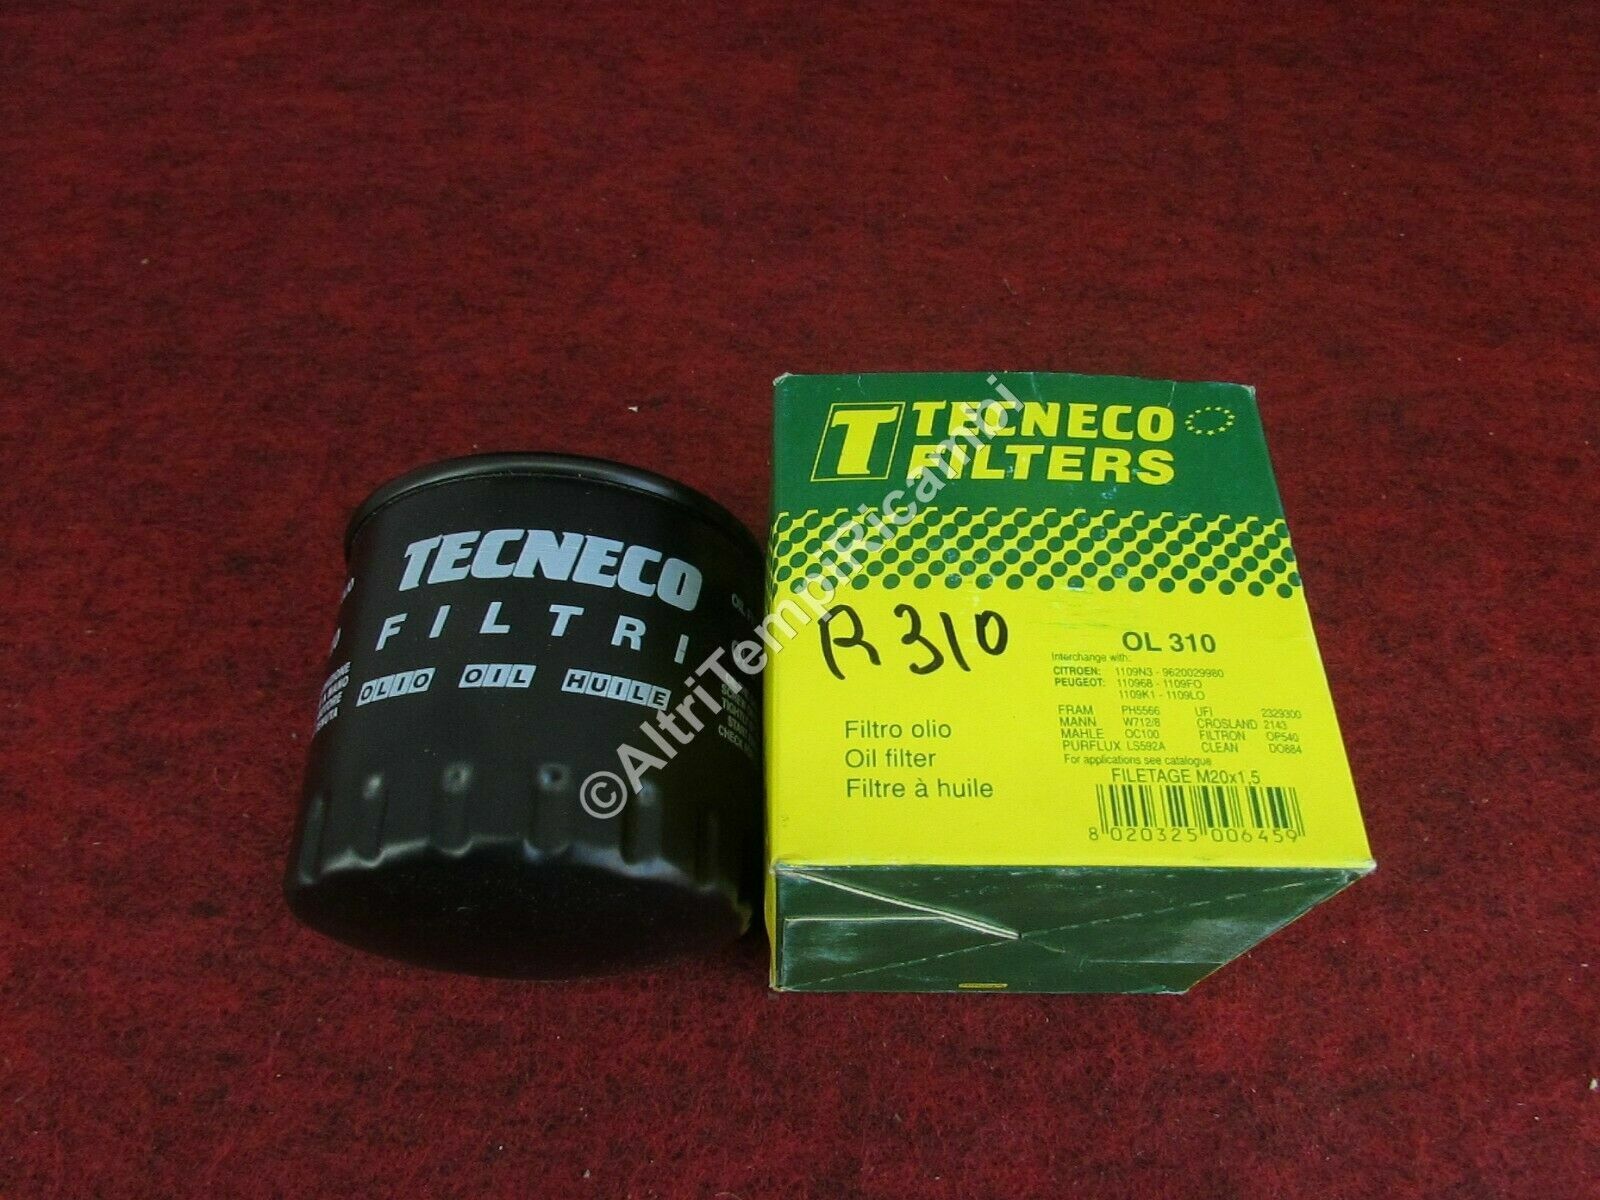 TECNECO
FILTRI
OLIO OIL HUILE
T TECNECO
FILTERS
R310
OL 310
Interchange with:
CITROEN: 1109N3 - 9620029980
PEUGEOT: 110968 - 1109FO
1109K1 - 1109LO
FRAM PH5566 UFI 2329300
MANN W712/8 CROSLAND 2143
MAHLE OC100 FILTRON OP540
PURFLUX LS592A CLEAN DO884
For applications see catalogue
FILETAGE M20x1,5
8 020325 006459
Filtro olio
Oil filter
Filtre à huile
©AltriTempiRicambi